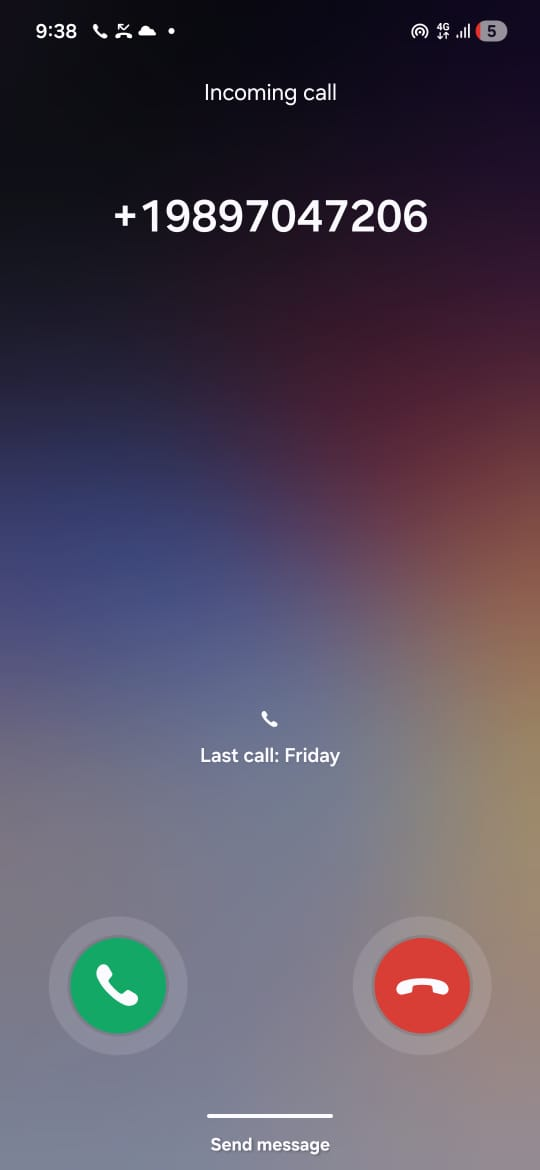 9:38
4G
5
Incoming call
+19897047206
Last call: Friday
Send message